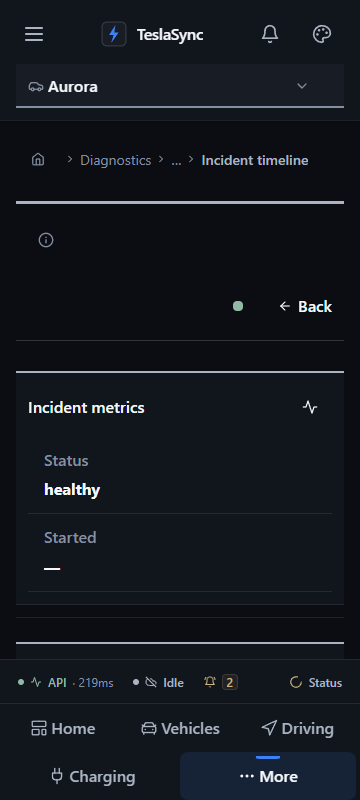 TeslaSync
Aurora
Diagnostics ... Incident timeline
Back
Incident metrics
Status
healthy
Started
—
API · 219ms Idle 2 Status
Home Vehicles Driving
Charging More